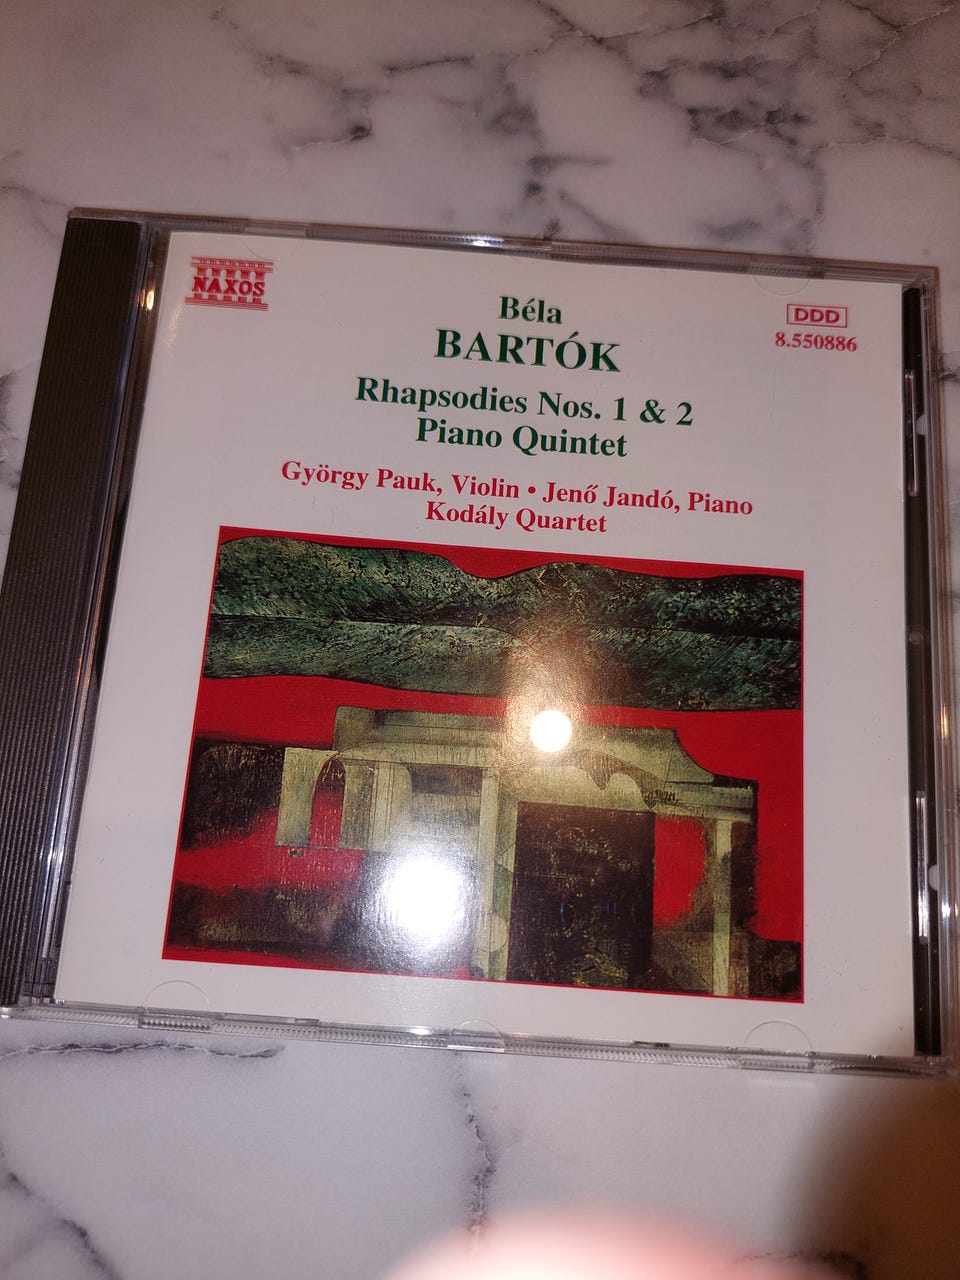 NAXOS
DDD
8.550886
Béla
BARTÓK
Rhapsodies Nos. 1 & 2
Piano Quintet
György Pauk, Violin • Jenő Jandó, Piano
Kodály Quartet